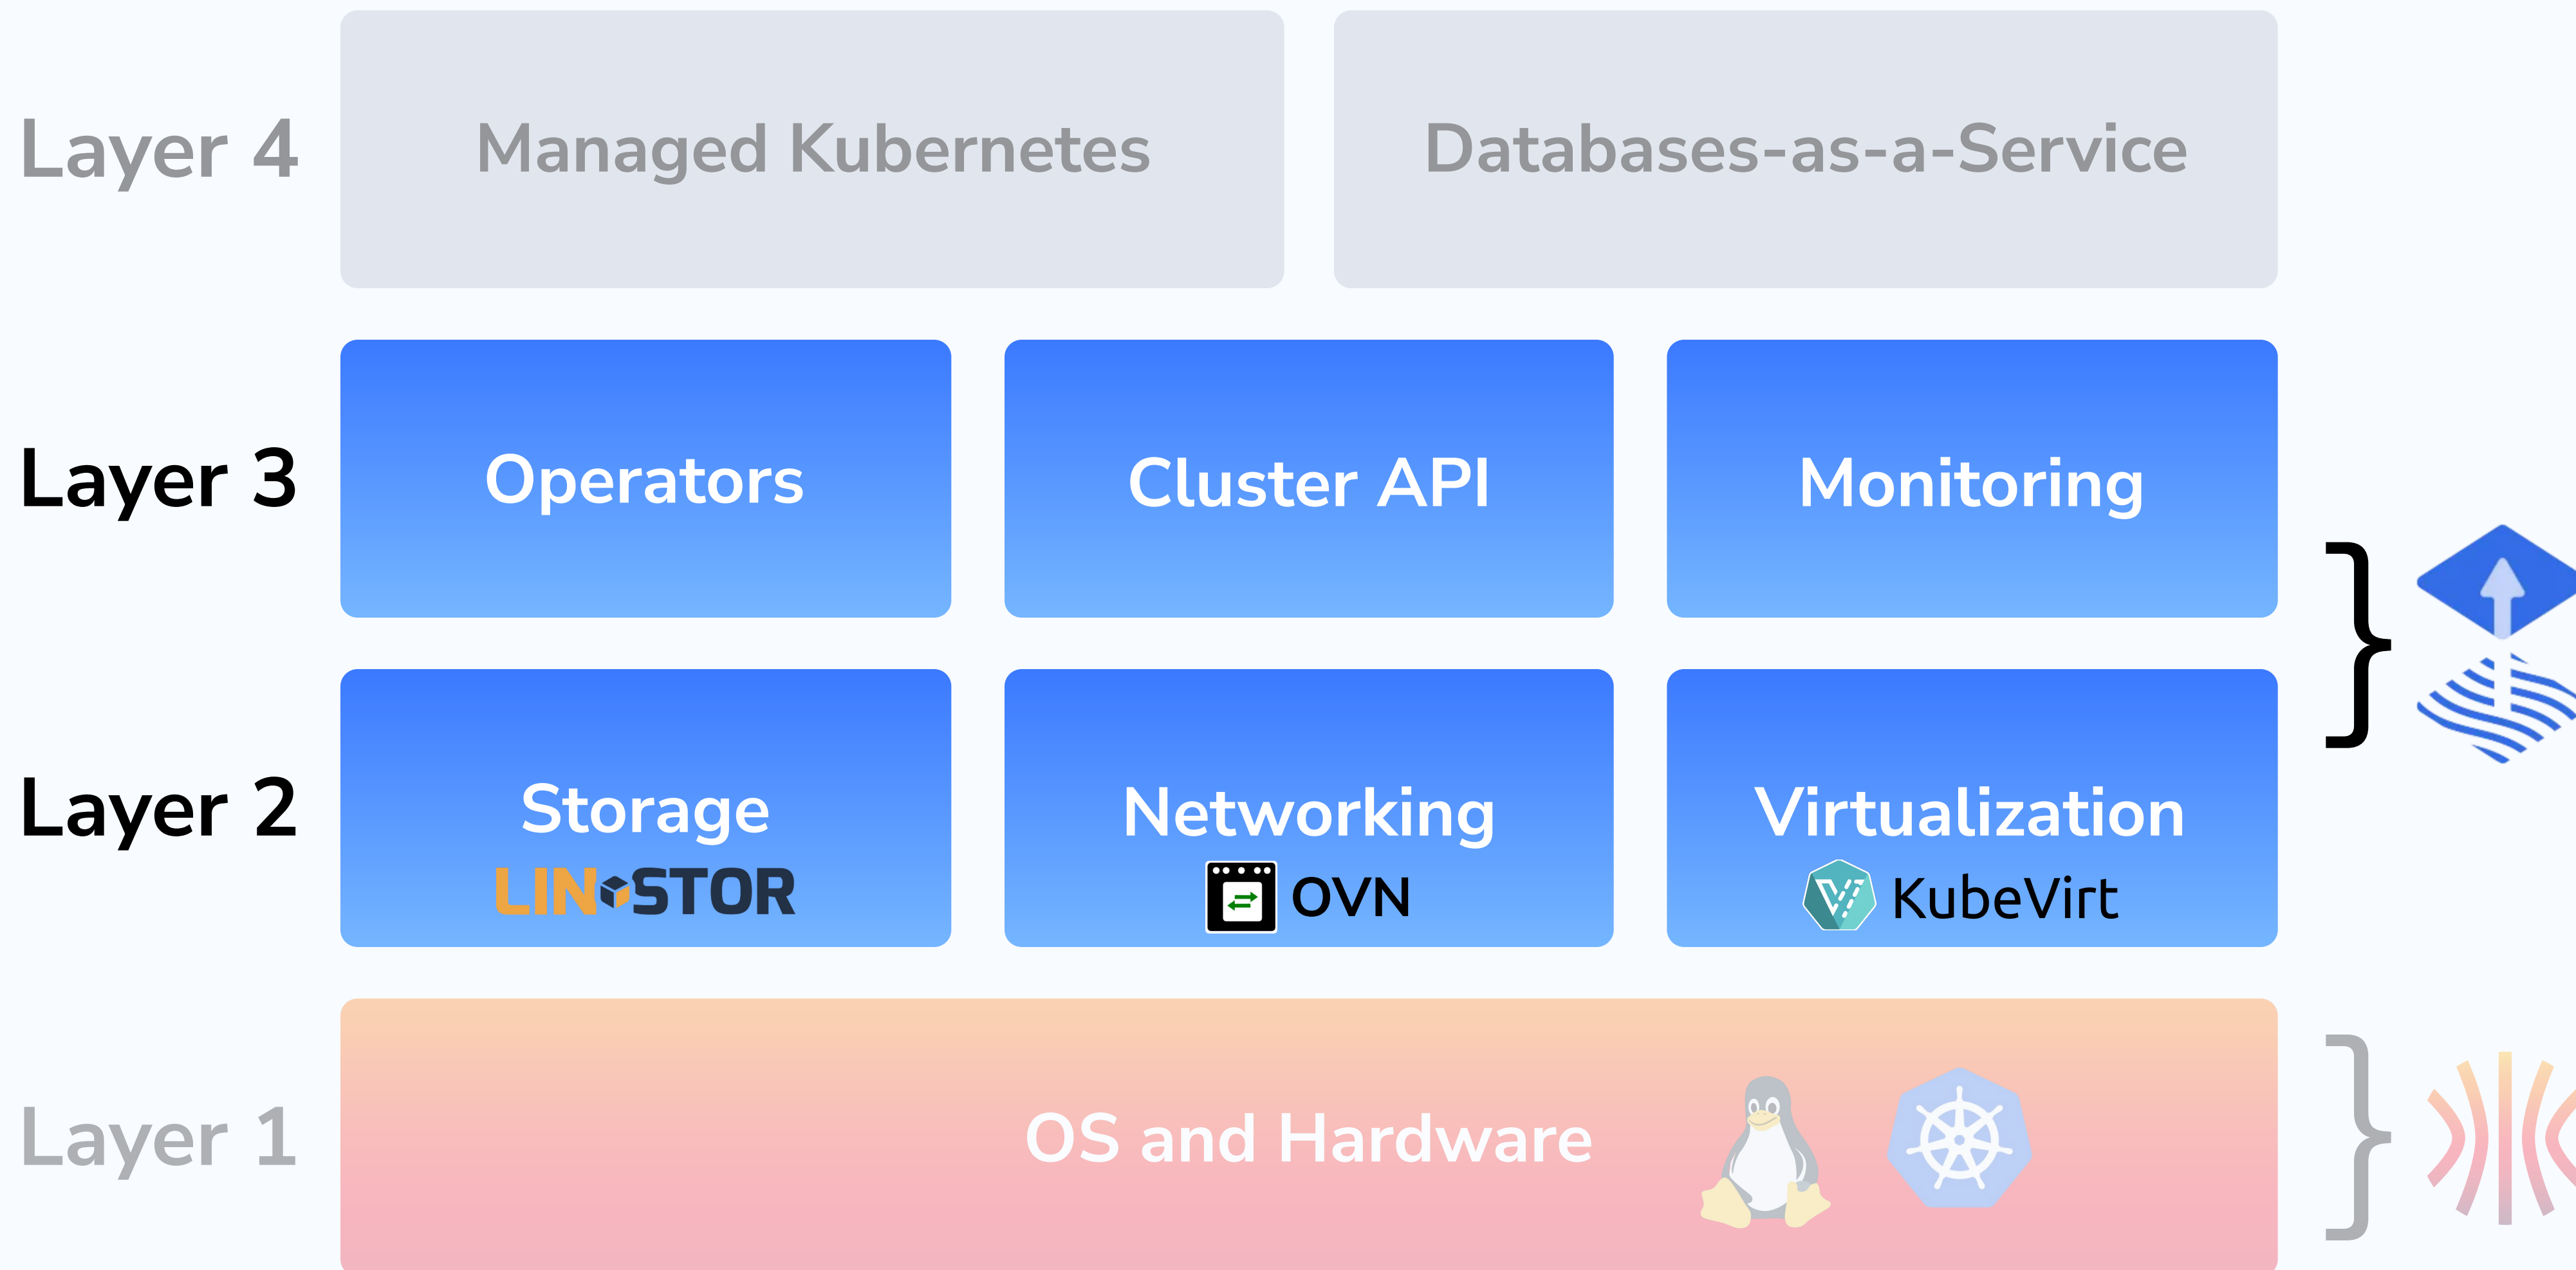 Layer 4
Managed Kubernetes
Databases-as-a-Service
Layer 3
Operators
Cluster API
Monitoring
Layer 2
Storage
LINSTOR
Networking
OVN
Virtualization
KubeVirt
Layer 1
OS and Hardware